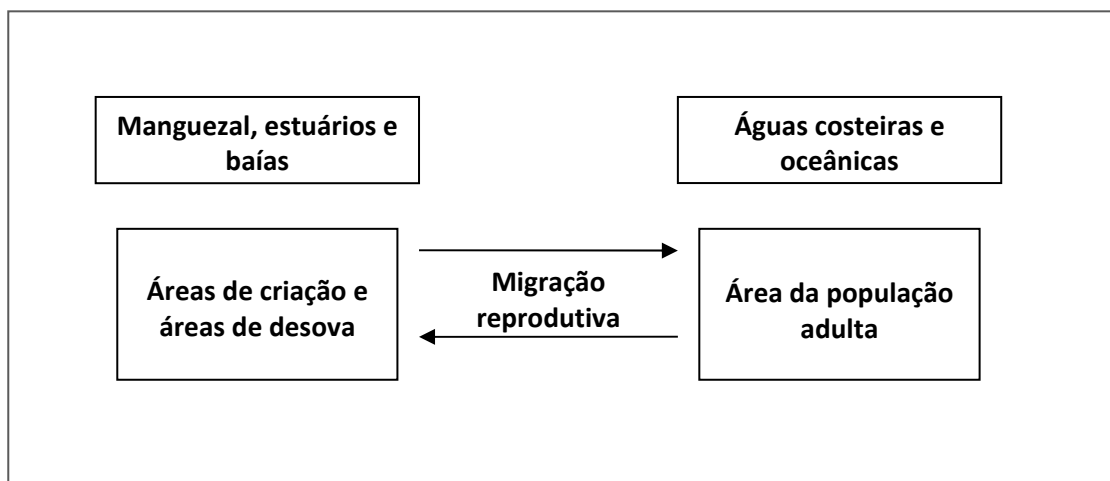 Manguezal, estuários e
baías
Águas costeiras e
oceânicas
Áreas de criação e
áreas de desova
Migração
reprodutiva
Área da população
adulta